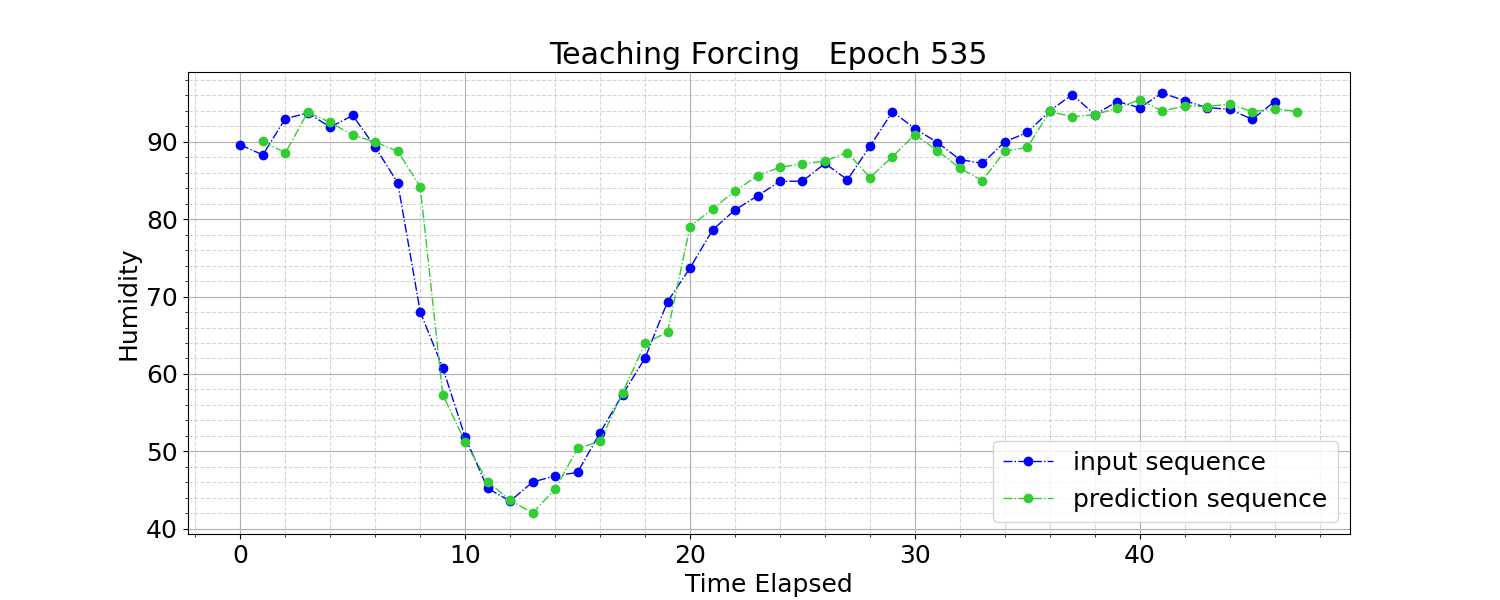 Teaching Forcing   Epoch 535
Humidity
90
80
70
60
50
40
0 10 20 30 40
Time Elapsed
input sequence
prediction sequence